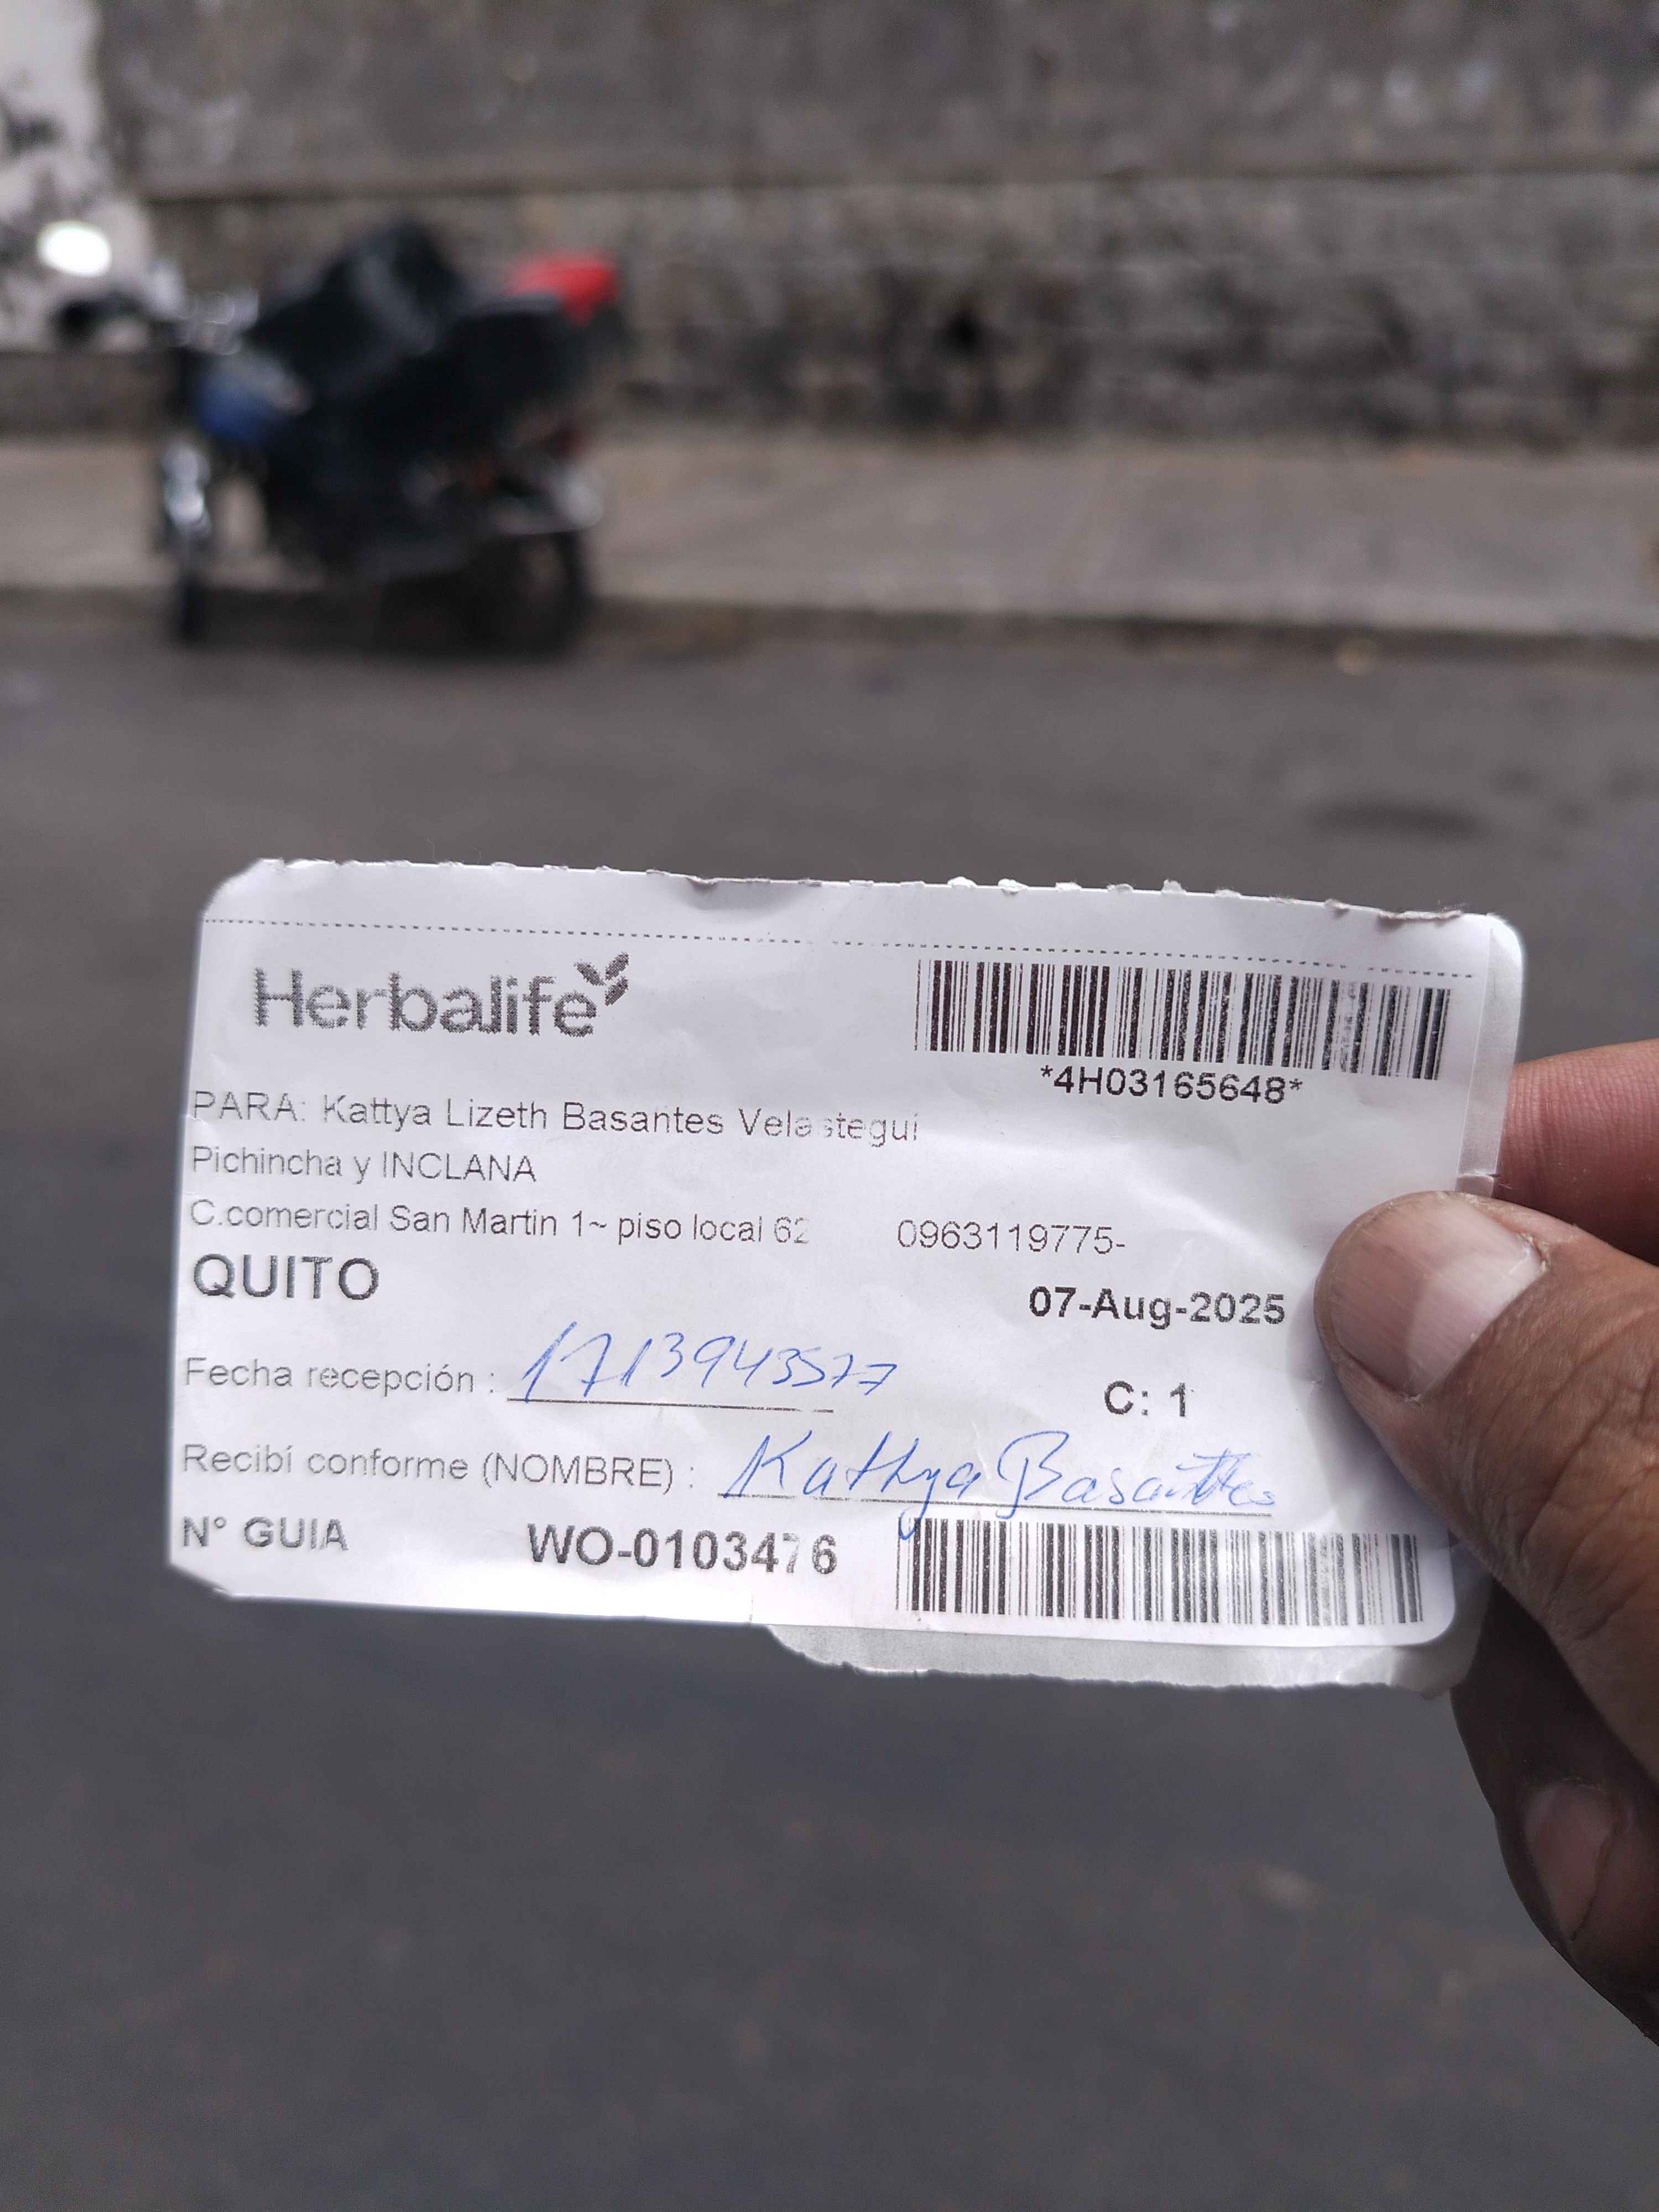 Herbalife
*4H03165648*
PARA: Kattya Lizeth Basantes Velastegui
Pichincha y INCLANA
C.comercial San Martin 1~ piso local 62 0963119775-
QUITO
07-Aug-2025
Fecha recepción : 1713943577
C: 1
Recibí conforme (NOMBRE) : Kathya Basantes
N° GUIA WO-0103476